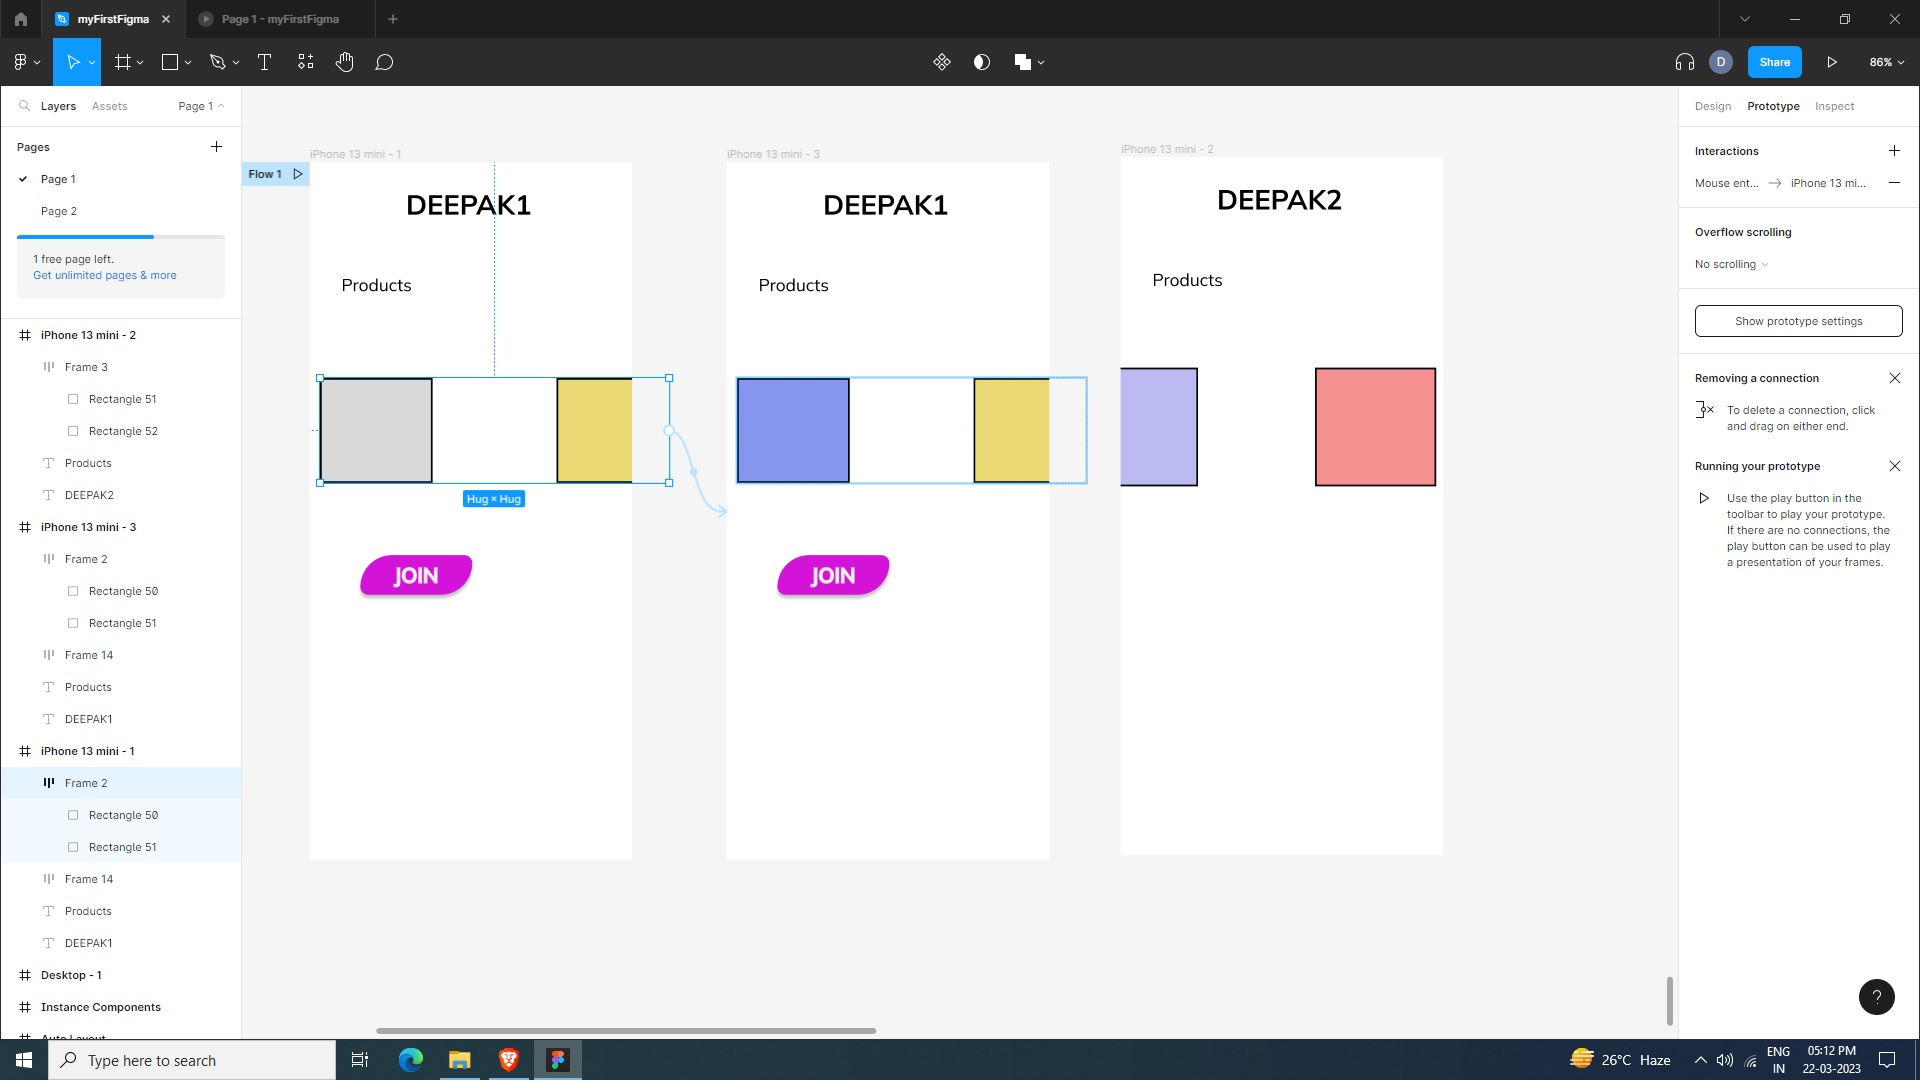 myFirstFigma
Page 1 - myFirstFigma
D
Share
86%
Layers
Assets
Page 1
Pages
Page 1
Page 2
1 free page left.
Get unlimited pages & more
iPhone 13 mini - 2
Frame 3
Rectangle 51
Rectangle 52
Products
DEEPAK2
iPhone 13 mini - 3
Frame 2
Rectangle 50
Rectangle 51
Frame 14
Products
DEEPAK1
iPhone 13 mini - 1
Frame 2
Rectangle 50
Rectangle 51
Frame 14
Products
DEEPAK1
Desktop - 1
Instance Components
Auto Layout
Flow 1
iPhone 13 mini - 1
DEEPAK1
Products
Hug × Hug
JOIN
iPhone 13 mini - 3
DEEPAK1
Products
JOIN
iPhone 13 mini - 2
DEEPAK2
Products
Design
Prototype
Inspect
Interactions
Mouse ent...
iPhone 13 mi...
Overflow scrolling
No scrolling
Show prototype settings
Removing a connection
To delete a connection, click
and drag on either end.
Running your prototype
Use the play button in the
toolbar to play your prototype.
If there are no connections, the
play button can be used to play
a presentation of your frames.
?
Type here to search
26°C Haze
ENG
IN
05:12 PM
22-03-2023